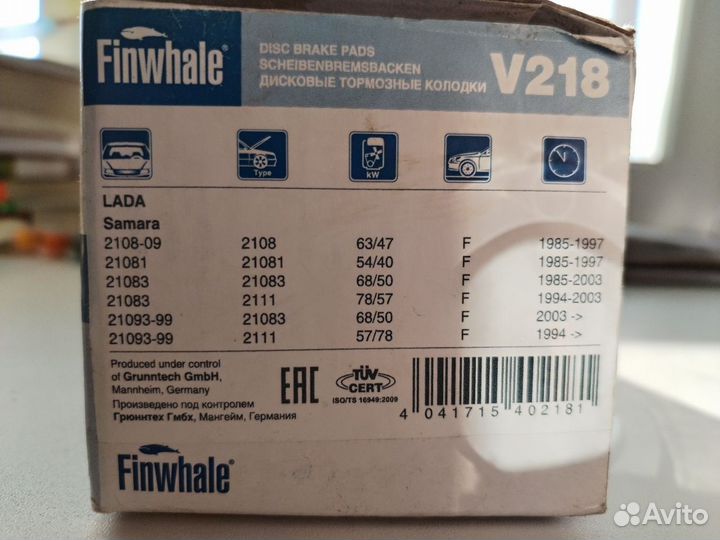 Finwhale®
DISC BRAKE PADS
SCHEIBENBREMSBACKEN
ДИСКОВЫЕ ТОРМОЗНЫЕ КОЛОДКИ
V218
Type
kW
LADA
Samara
2108-09 2108 63/47 F 1985-1997
21081 21081 54/40 F 1985-1997
21083 21083 68/50 F 1985-2003
21083 2111 78/57 F 1994-2003
21093-99 21083 68/50 F 2003 ->
21093-99 2111 57/78 F 1994 ->
Produced under control
of Grunntech GmbH,
Mannheim, Germany
Произведено под контролем
Грюннтех Гмбх, Мангейм, Германия
EAC
TÜV
CERT
ISO/TS 16949:2009
4 041715 402181
Finwhale®
Avito